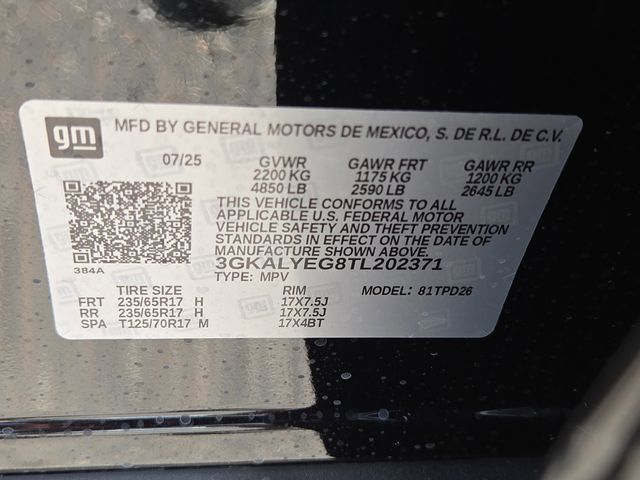 gm MFD BY GENERAL MOTORS DE MEXICO, S. DE R.L. DE C.V.
07/25 GVWR GAWR FRT GAWR RR
2200 KG 1175 KG 1200 KG
4850 LB 2590 LB 2645 LB
THIS VEHICLE CONFORMS TO ALL
APPLICABLE U.S. FEDERAL MOTOR
VEHICLE SAFETY AND THEFT PREVENTION
STANDARDS IN EFFECT ON THE DATE OF
MANUFACTURE SHOWN ABOVE.
384A 3GKALYEG8TL202371
TYPE: MPV MODEL: 81TPD26
TIRE SIZE RIM
FRT 235/65R17 H 17X7.5J
RR 235/65R17 H 17X7.5J
SPA T125/70R17 M 17X4BT